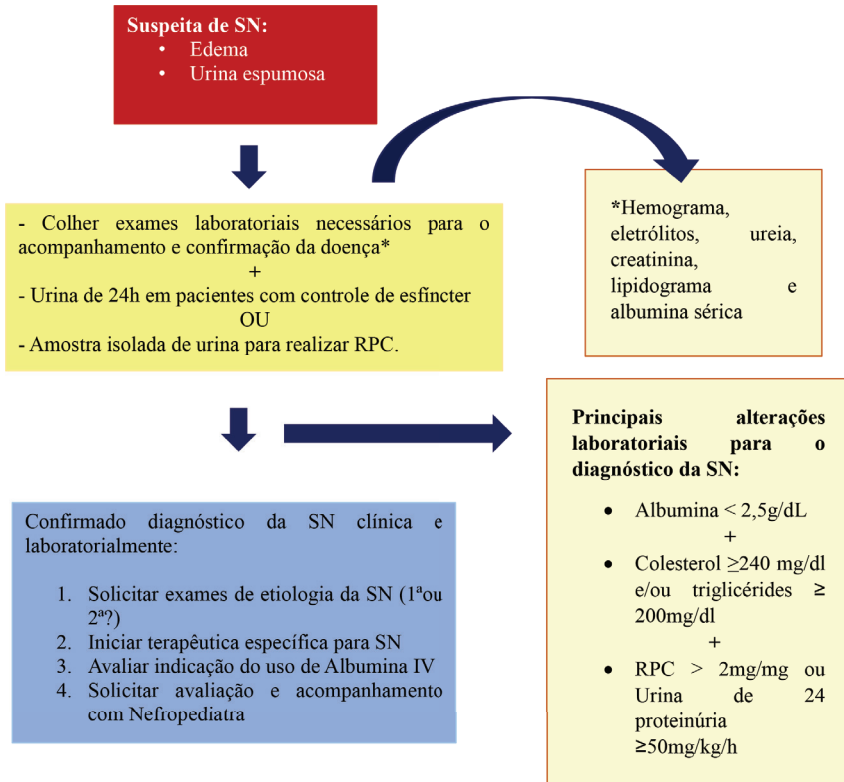 Suspeita de SN:
• Edema
• Urina espumosa
- Colher exames laboratoriais necessários para o
acompanhamento e confirmação da doença*
+
- Urina de 24h em pacientes com controle de esfíncter
OU
- Amostra isolada de urina para realizar RPC.
*Hemograma,
eletrólitos, ureia,
creatinina,
lipidograma e
albumina sérica
Principais alterações
laboratoriais para o
diagnóstico da SN:
• Albumina < 2,5g/dL
+
• Colesterol ≥240 mg/dl
e/ou triglicérides ≥
200mg/dl
+
• RPC > 2mg/mg ou
Urina de 24
proteinúria
≥50mg/kg/h
Confirmado diagnóstico da SN clínica e
laboratorialmente:
1. Solicitar exames de etiologia da SN (1ªou
2ª?)
2. Iniciar terapêutica específica para SN
3. Avaliar indicação do uso de Albumina IV
4. Solicitar avaliação e acompanhamento
com Nefropediatra